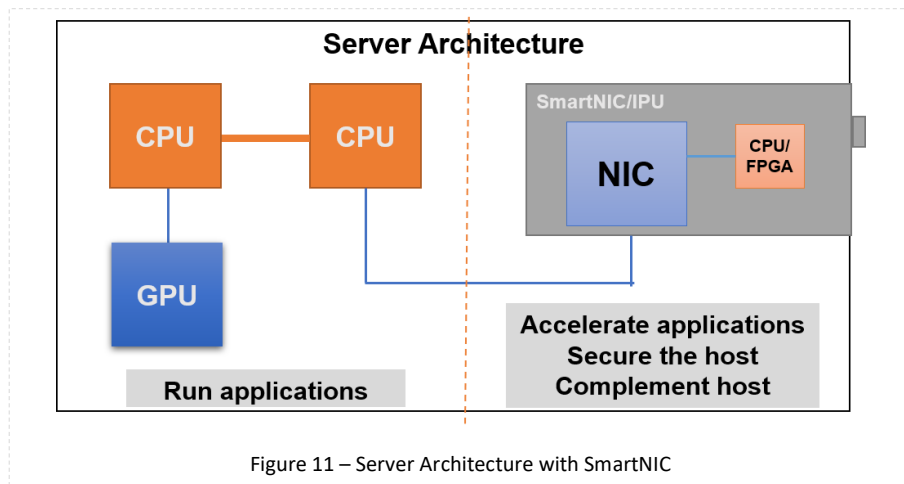 Server Architecture
SmartNIC/IPU
CPU
CPU
NIC
CPU/
FPGA
GPU
Run applications
Accelerate applications
Secure the host
Complement host
Figure 11 – Server Architecture with SmartNIC